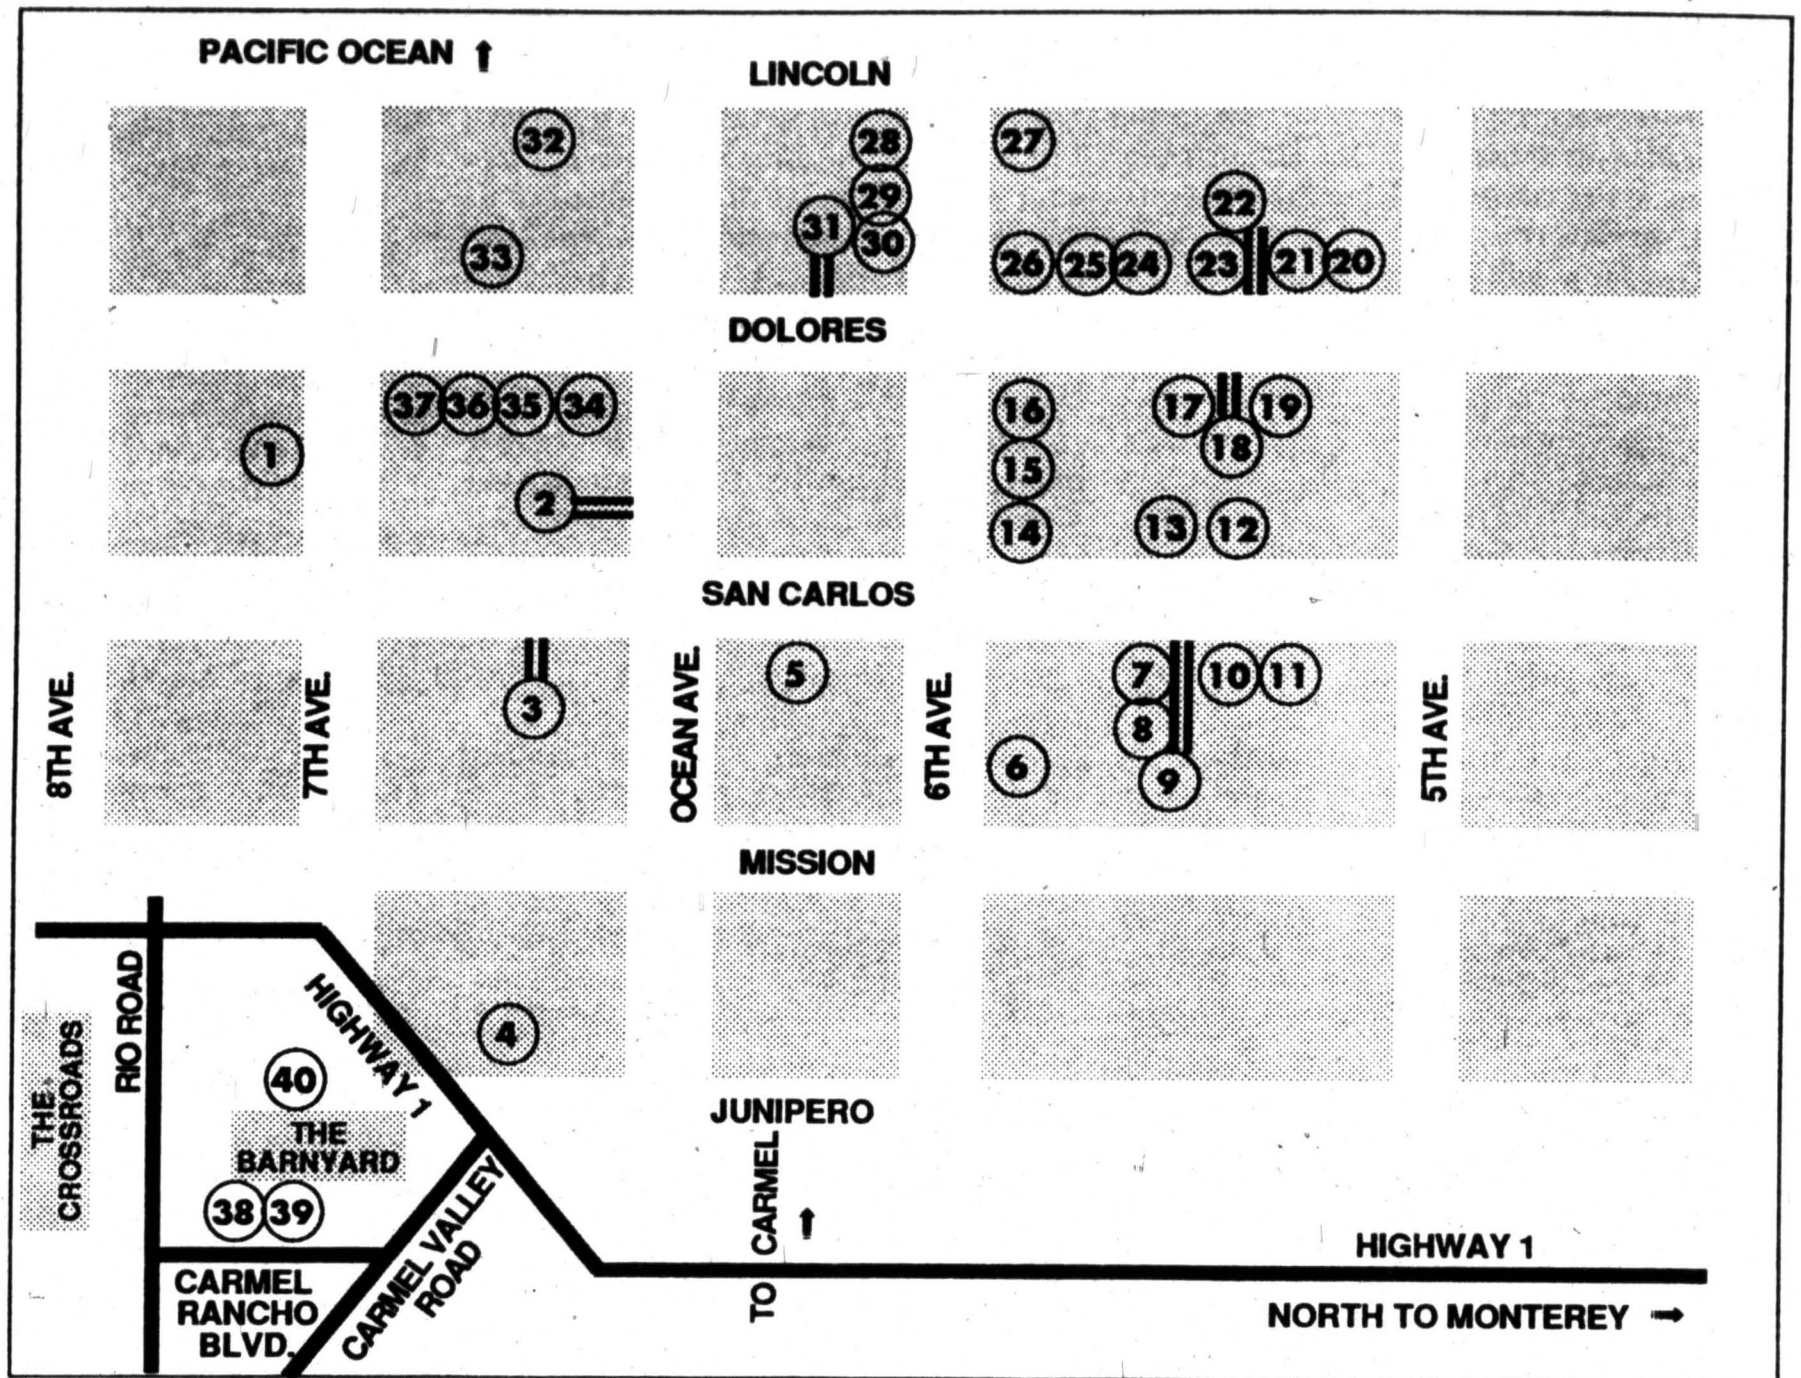 PACIFIC OCEAN ↑
LINCOLN
32
28
27
29
22
31
30
33
26 25 24 23 21 20
DOLORES
37 36 35 34
16
17
19
1
18
15
2
14
13
12
SAN CARLOS
8TH AVE.
7TH AVE.
OCEAN AVE.
6TH AVE.
5TH AVE.
5
7
10
11
3
8
6
9
MISSION
RIO ROAD
HIGHWAY 1
4
THE
CROSSROADS
40
THE
BARNYARD
JUNIPERO
38 39
TO CARMEL ↑
CARMEL VALLEY
ROAD
HIGHWAY 1
CARMEL
RANCHO
BLVD.
NORTH TO MONTEREY →